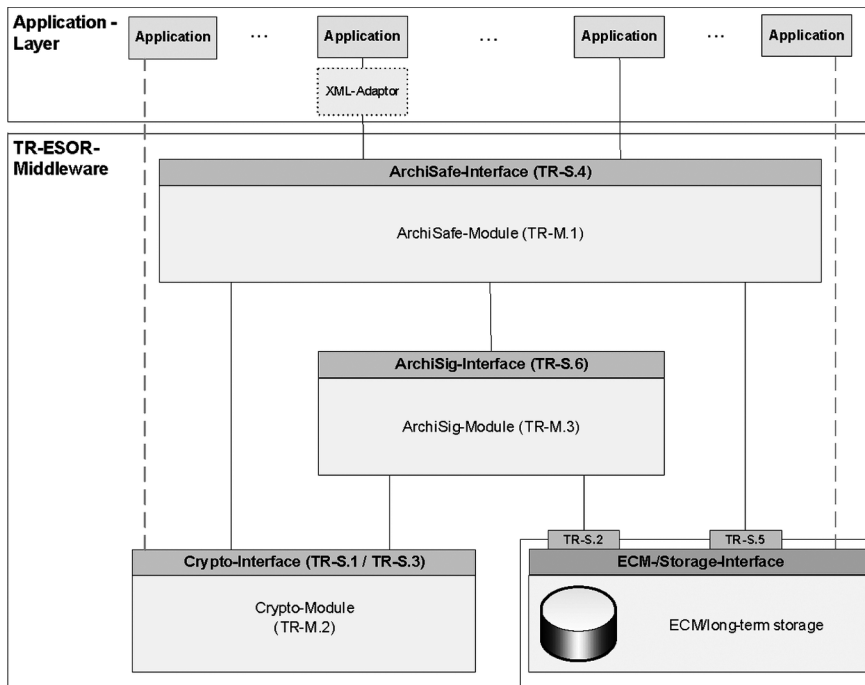 Application -
Layer
Application
...
Application
...
Application
...
Application
XML-Adaptor
TR-ESOR-
Middleware
ArchiSafe-Interface (TR-S.4)
ArchiSafe-Module (TR-M.1)
ArchiSig-Interface (TR-S.6)
ArchiSig-Module (TR-M.3)
TR-S.2
TR-S.5
Crypto-Interface (TR-S.1 / TR-S.3)
ECM-/Storage-Interface
Crypto-Module
(TR-M.2)
ECM/long-term storage